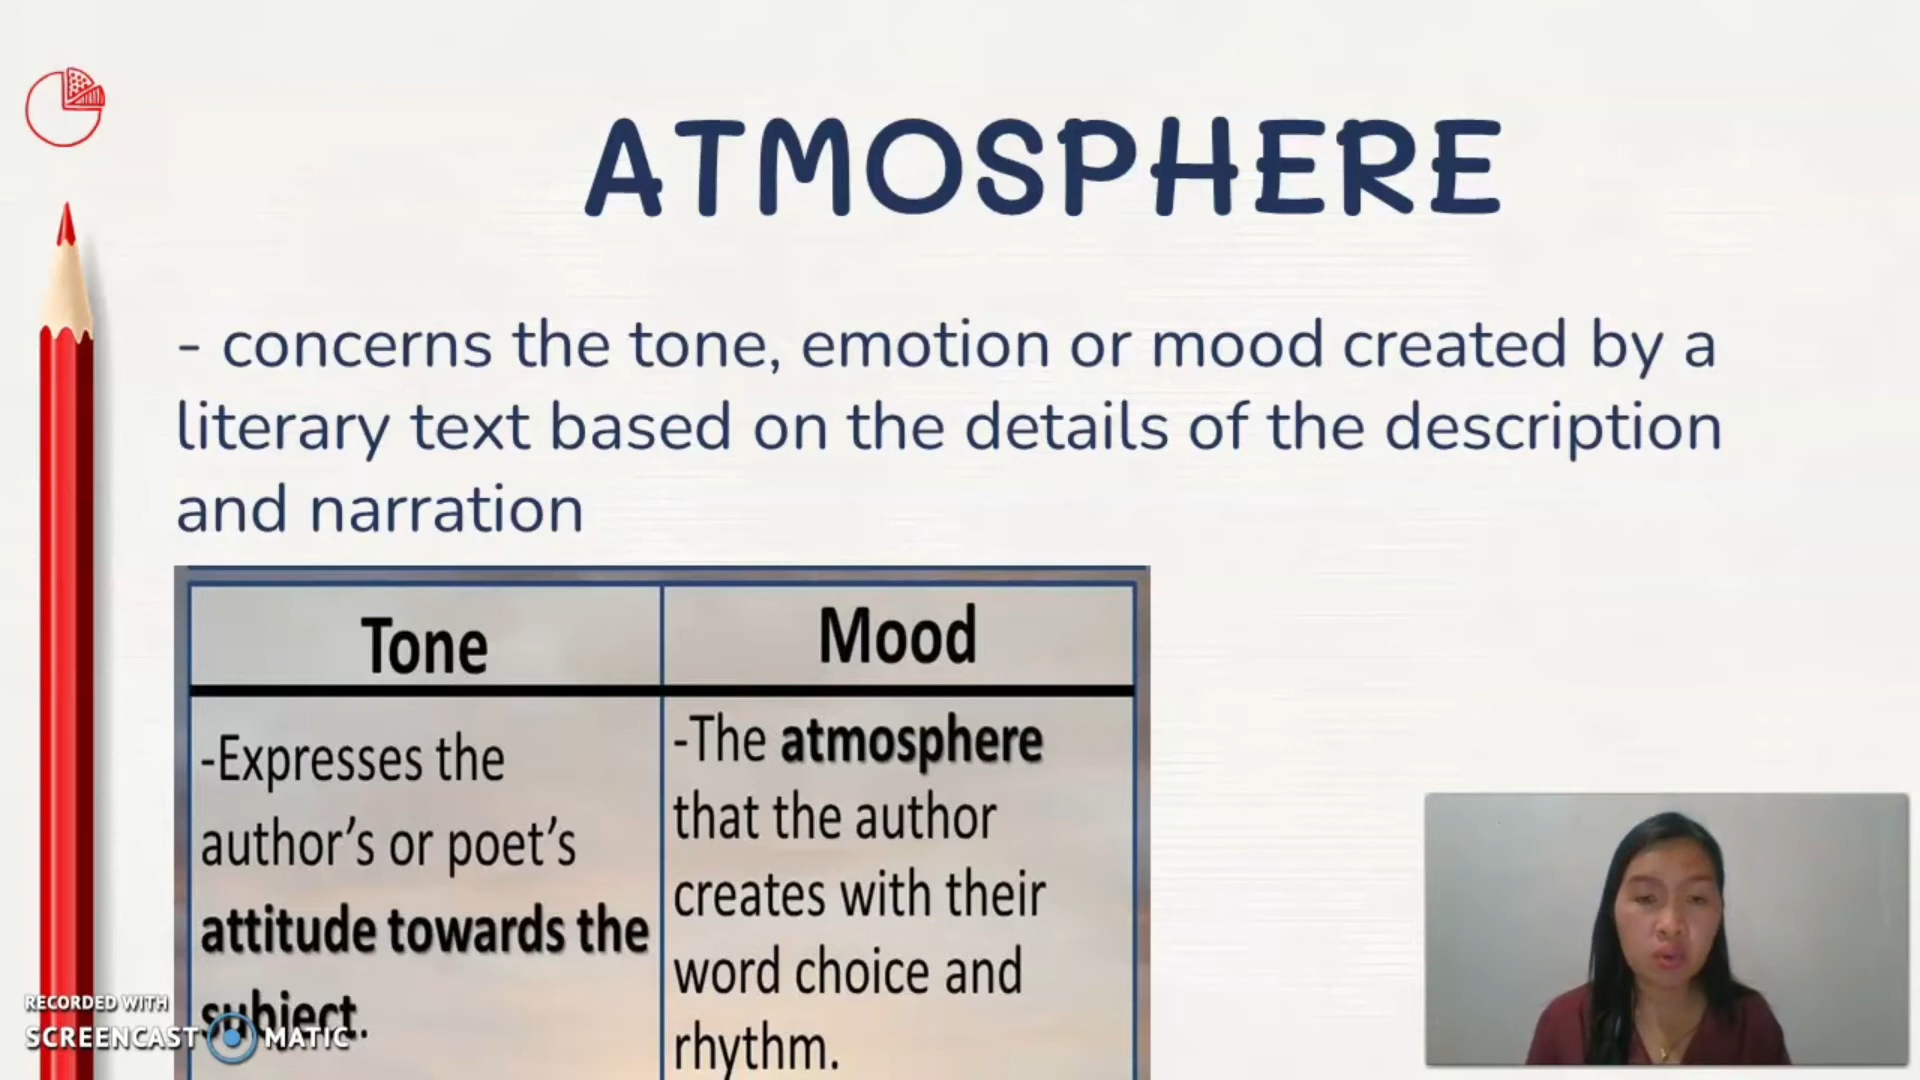 ATMOSPHERE
- concerns the tone, emotion or mood created by a
literary text based on the details of the description
and narration
Tone
Mood
-Expresses the
author's or poet's
attitude towards the
subject.
-The atmosphere
that the author
creates with their
word choice and
rhythm.
RECORDED WITH
SCREENCAST MATIC